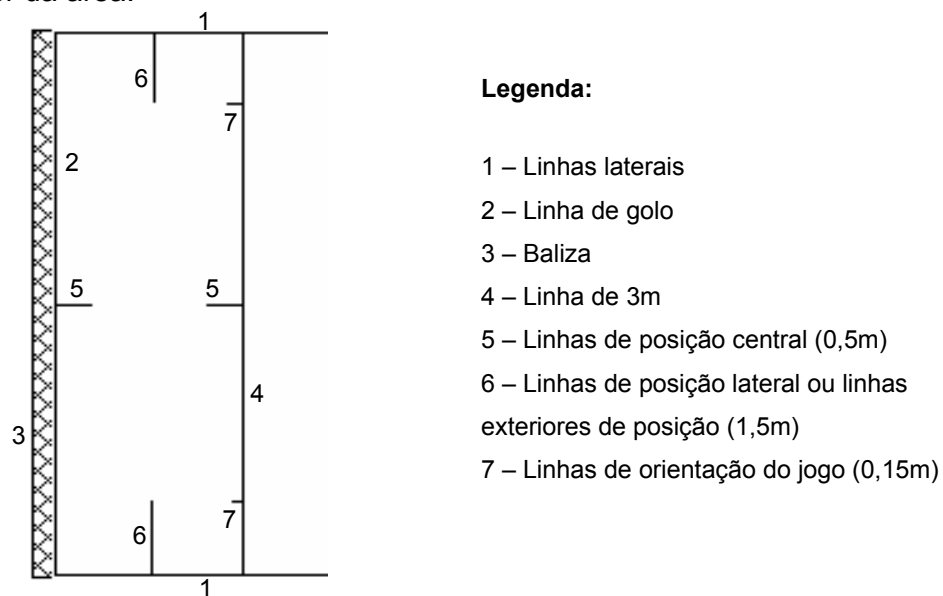 1
6
7
2
5
5
4
3
7
6
1
Legenda:
1 – Linhas laterais
2 – Linha de golo
3 – Baliza
4 – Linha de 3m
5 – Linhas de posição central (0,5m)
6 – Linhas de posição lateral ou linhas
exteriores de posição (1,5m)
7 – Linhas de orientação do jogo (0,15m)